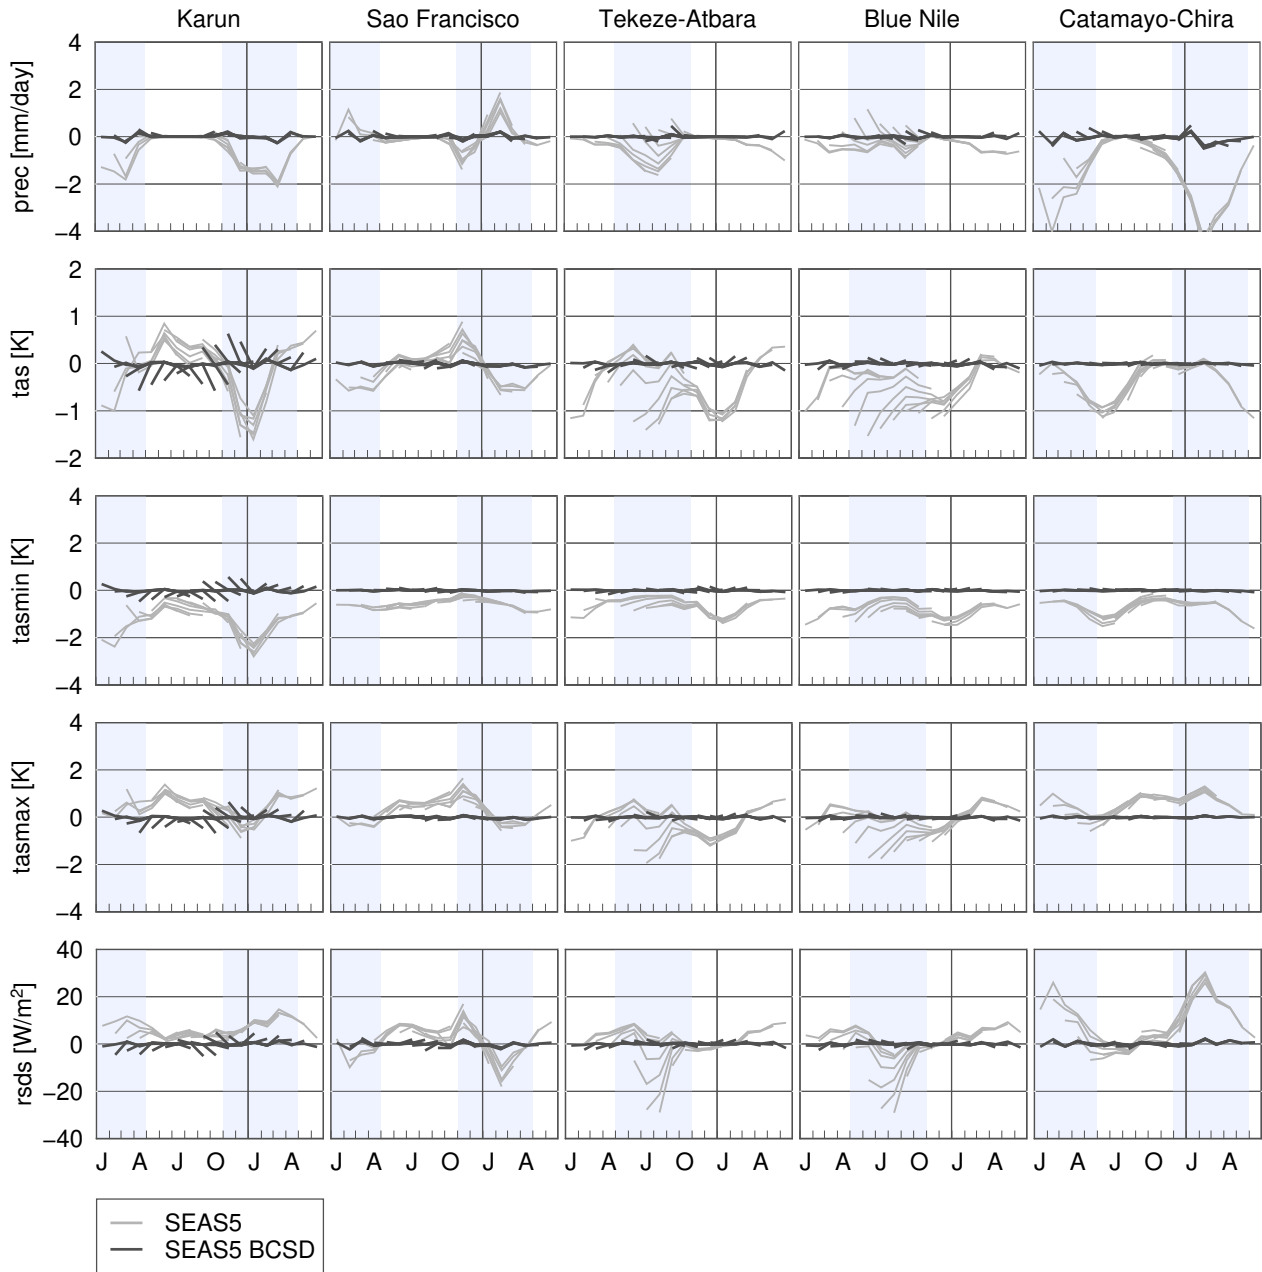 Karun Sao Francisco Tekeze-Atbara Blue Nile Catamayo-Chira
prec [mm/day]
4
2
0
−2
−4
tas [K]
2
1
0
−1
−2
tasmin [K]
4
2
0
−2
−4
tasmax [K]
4
2
0
−2
−4
rsds [W/m²]
40
20
0
−20
−40
J A J O J A J A J O J A J A J O J A J A J O J A J A J O J A
SEAS5
SEAS5 BCSD